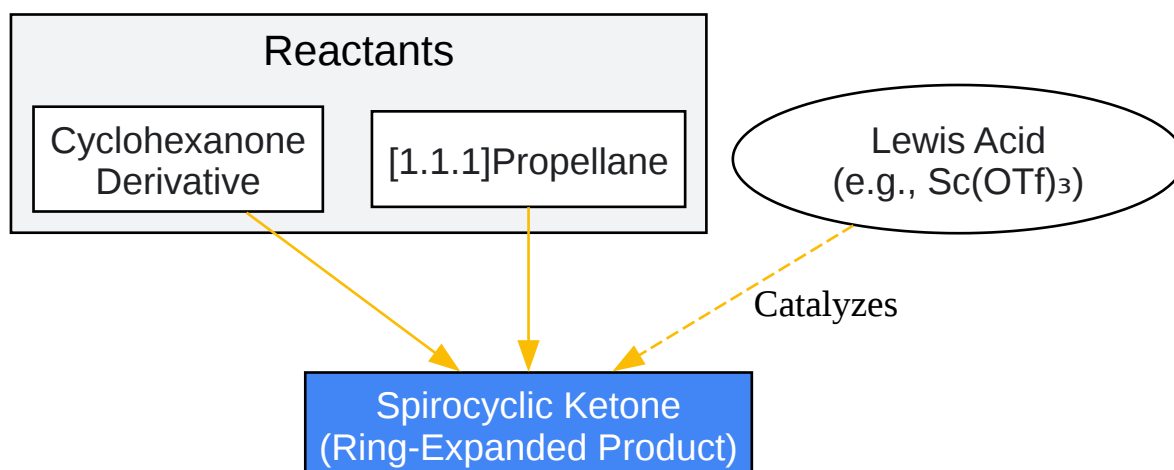 Reactants
Cyclohexanone
Derivative
[1.1.1]Propellane
Lewis Acid
(e.g., Sc(OTf)₃)
Catalyzes
Spirocyclic Ketone
(Ring-Expanded Product)